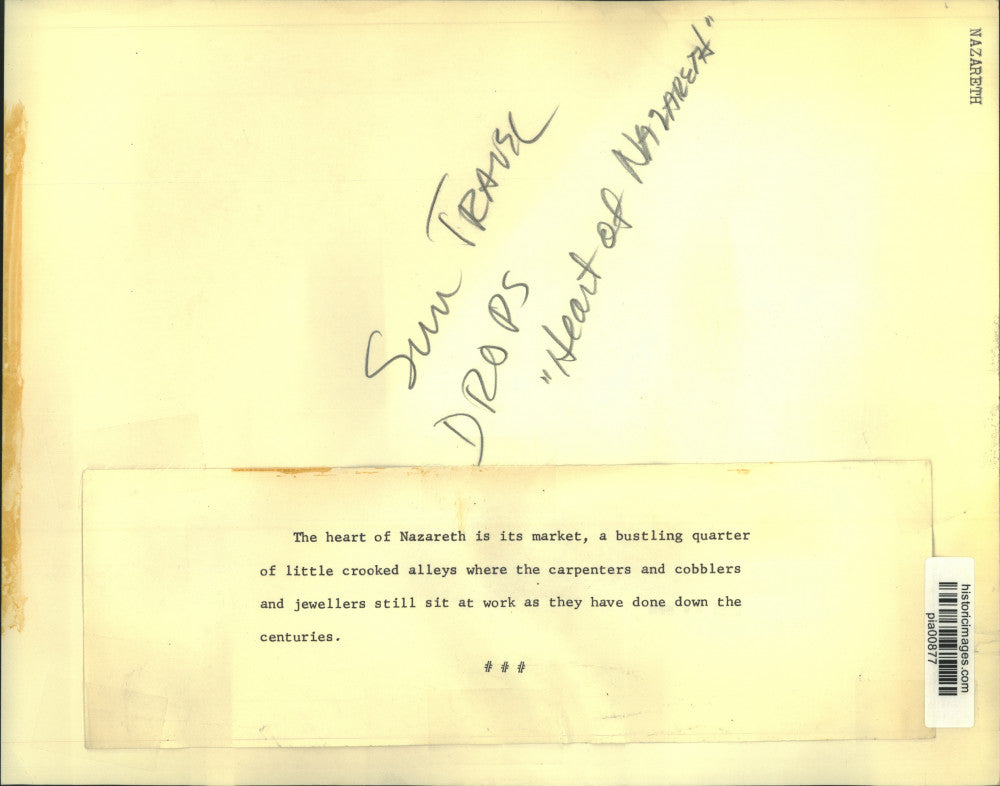 NAZARETH
Sun TRAVEL
DROPS
"Heart of NAZARETH"
The heart of Nazareth is its market, a bustling quarter
of little crooked alleys where the carpenters and cobblers
and jewellers still sit at work as they have done down the
centuries.
# # #
historicimages.com
pia00877